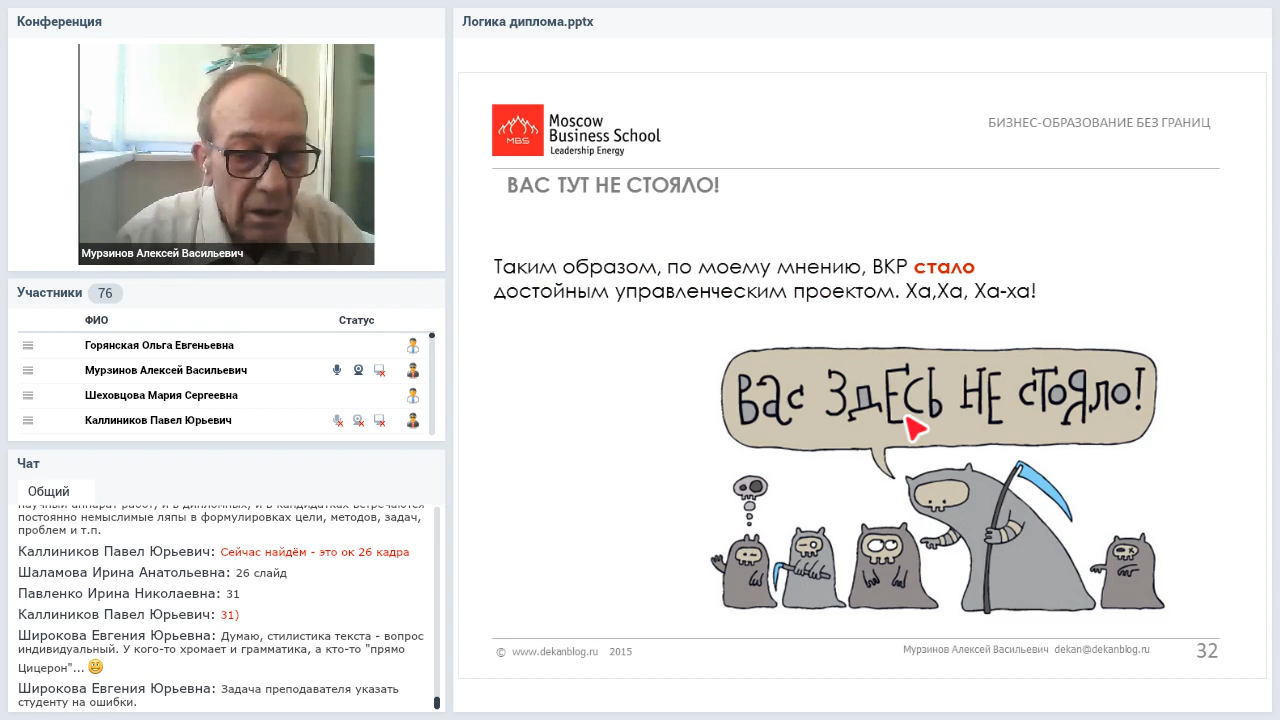 Конференция
Мурзинов Алексей Васильевич
Участники 76
ФИО Статус
Горянская Ольга Евгеньевна
Мурзинов Алексей Васильевич
Шеховцова Мария Сергеевна
Каллиников Павел Юрьевич
Чат
Общий
научный аппарат работ, и в дипломных, и в кандидатках встречаются
постоянно немыслимые ляпы в формулировках цели, методов, задач,
проблем и т.п.
Каллиников Павел Юрьевич: Сейчас найдём - это ок 26 кадра
Шаламова Ирина Анатольевна: 26 слайд
Павленко Ирина Николаевна: 31
Каллиников Павел Юрьевич: 31)
Широкова Евгения Юрьевна: Думаю, стилистика текста - вопрос
индивидуальный. У кого-то хромает и грамматика, а кто-то "прямо
Цицерон"...
Широкова Евгения Юрьевна: Задача преподавателя указать
студенту на ошибки.
Логика диплома.pptx
MBS
Moscow
Business School
Leadership Energy
БИЗНЕС-ОБРАЗОВАНИЕ БЕЗ ГРАНИЦ
ВАС ТУТ НЕ СТОЯЛО!
Таким образом, по моему мнению, ВКР стало
достойным управленческим проектом. Ха,Ха, Ха-ха!
Вас ЗДЕСЬ НЕ стояло!
© www.dekanblog.ru 2015
Мурзинов Алексей Васильевич dekan@dekanblog.ru
32